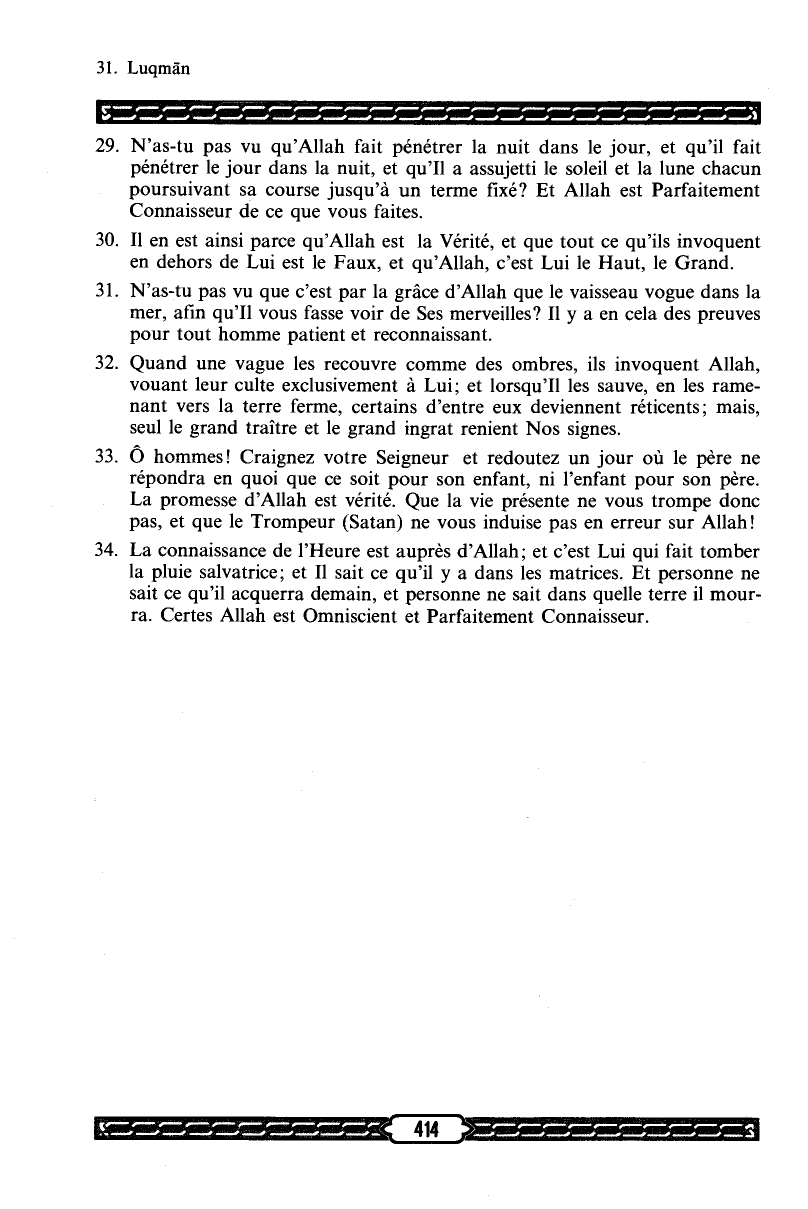 31. Luqmān
29. N'as-tu pas vu qu'Allah fait pénétrer la nuit dans le jour, et qu'il fait
pénétrer le jour dans la nuit, et qu'Il a assujetti le soleil et la lune chacun
poursuivant sa course jusqu'à un terme fixé? Et Allah est Parfaitement
Connaisseur de ce que vous faites.
30. Il en est ainsi parce qu'Allah est la Vérité, et que tout ce qu'ils invoquent
en dehors de Lui est le Faux, et qu'Allah, c'est Lui le Haut, le Grand.
31. N'as-tu pas vu que c'est par la grâce d'Allah que le vaisseau vogue dans la
mer, afin qu'Il vous fasse voir de Ses merveilles? Il y a en cela des preuves
pour tout homme patient et reconnaissant.
32. Quand une vague les recouvre comme des ombres, ils invoquent Allah,
vouant leur culte exclusivement à Lui; et lorsqu'Il les sauve, en les rame-
nant vers la terre ferme, certains d'entre eux deviennent réticents; mais,
seul le grand traître et le grand ingrat renient Nos signes.
33. Ô hommes! Craignez votre Seigneur et redoutez un jour où le père ne
répondra en quoi que ce soit pour son enfant, ni l'enfant pour son père.
La promesse d'Allah est vérité. Que la vie présente ne vous trompe donc
pas, et que le Trompeur (Satan) ne vous induise pas en erreur sur Allah!
34. La connaissance de l'Heure est auprès d'Allah; et c'est Lui qui fait tomber
la pluie salvatrice; et Il sait ce qu'il y a dans les matrices. Et personne ne
sait ce qu'il acquerra demain, et personne ne sait dans quelle terre il mour-
ra. Certes Allah est Omniscient et Parfaitement Connaisseur.
414